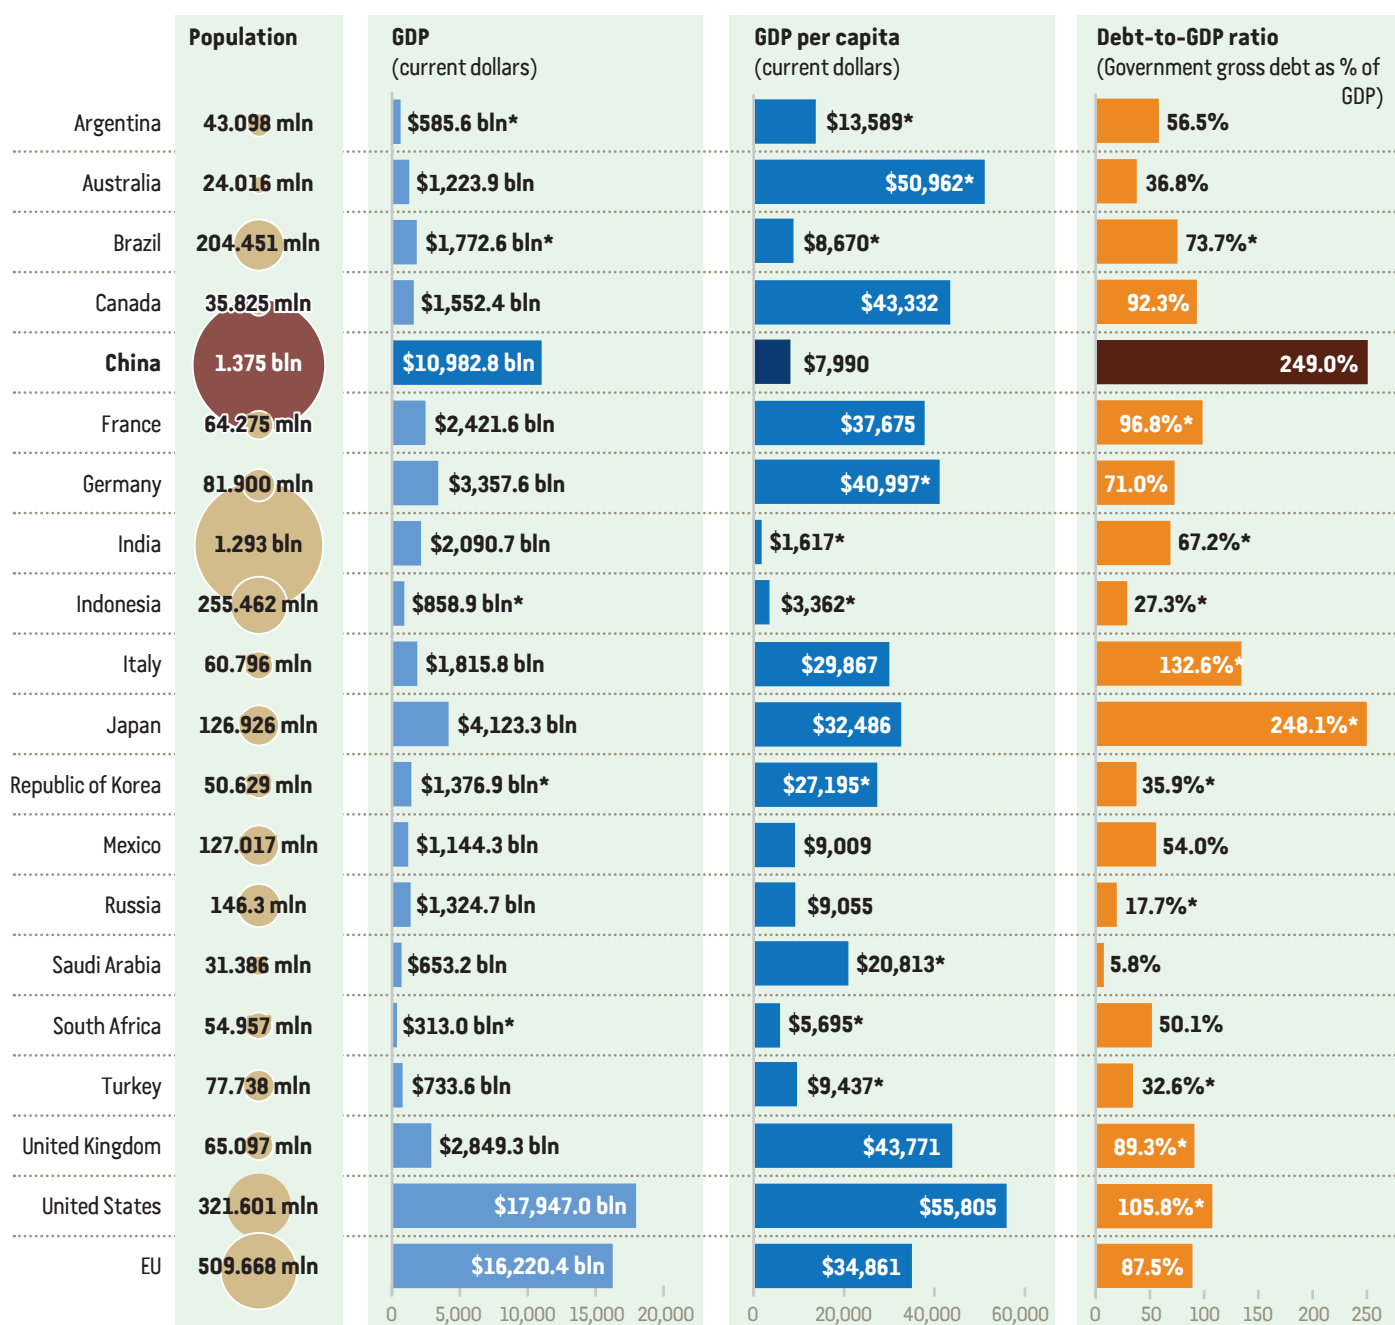 Population GDP GDP per capita Debt-to-GDP ratio
(current dollars) (current dollars) (Government gross debt as % of
GDP)
Argentina 43.098 mln $585.6 bln* $13,589* 56.5%
Australia 24.016 mln $1,223.9 bln $50,962* 36.8%
Brazil 204.451 mln $1,772.6 bln* $8,670* 73.7%*
Canada 35.825 mln $1,552.4 bln $43,332 92.3%
China 1.375 bln $10,982.8 bln $7,990 249.0%
France 64.275 mln $2,421.6 bln $37,675 96.8%*
Germany 81.900 mln $3,357.6 bln $40,997* 71.0%
India 1.293 bln $2,090.7 bln $1,617* 67.2%*
Indonesia 255.462 mln $858.9 bln* $3,362* 27.3%*
Italy 60.796 mln $1,815.8 bln $29,867 132.6%*
Japan 126.926 mln $4,123.3 bln $32,486 248.1%*
Republic of Korea 50.629 mln $1,376.9 bln* $27,195* 35.9%*
Mexico 127.017 mln $1,144.3 bln $9,009 54.0%
Russia 146.3 mln $1,324.7 bln $9,055 17.7%*
Saudi Arabia 31.386 mln $653.2 bln $20,813* 5.8%
South Africa 54.957 mln $313.0 bln* $5,695* 50.1%
Turkey 77.738 mln $733.6 bln $9,437* 32.6%*
United Kingdom 65.097 mln $2,849.3 bln $43,771 89.3%*
United States 321.601 mln $17,947.0 bln $55,805 105.8%*
EU 509.668 mln $16,220.4 bln $34,861 87.5%
0 5,000 10,000 15,000 20,000 0 20,000 40,000 60,000 0 50 100 150 200 250